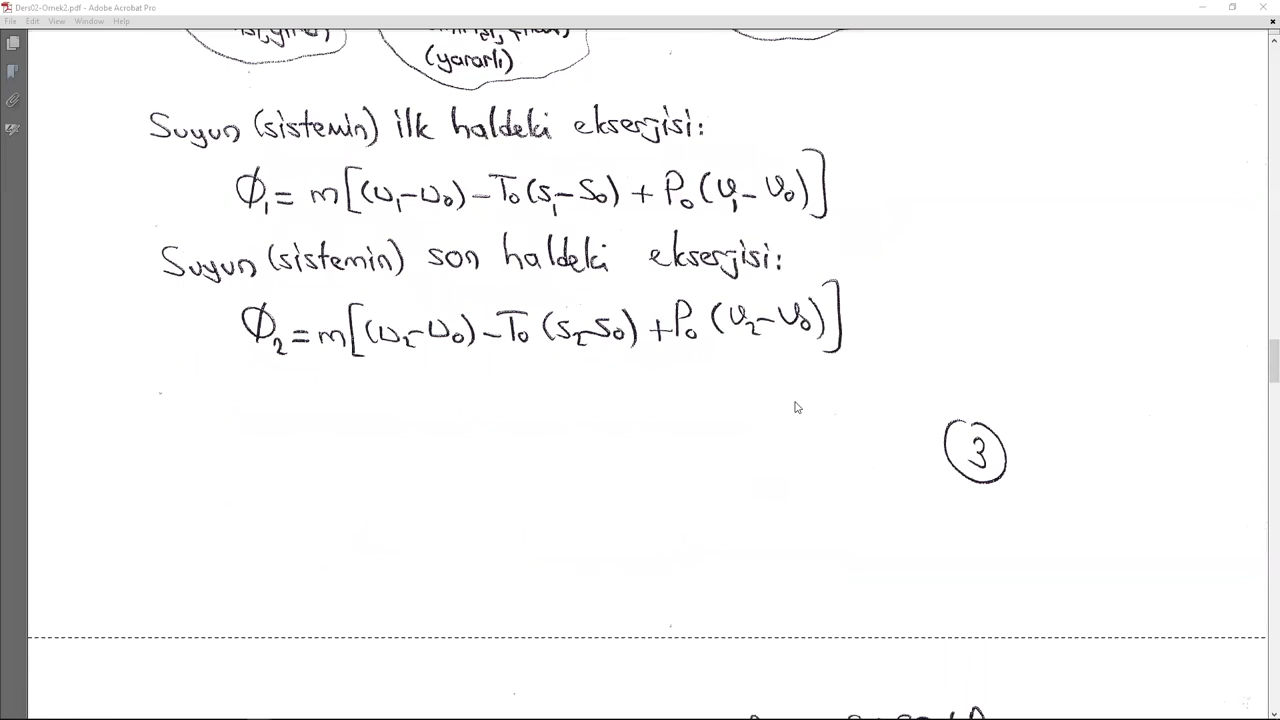 Ders02-Ornek2.pdf - Adobe Acrobat Pro
File Edit View Window Help
(yararlı)
Suyun (sistemin) ilk haldeki ekserjisi:
Φ₁ = m[(u₁-u₀) - T₀(s₁-s₀) + P₀(v₁-v₀)]
Suyun (sistemin) son haldeki ekserjisi:
Φ₂ = m[(u₂-u₀) - T₀(s₂-s₀) + P₀(v₂-v₀)]
3